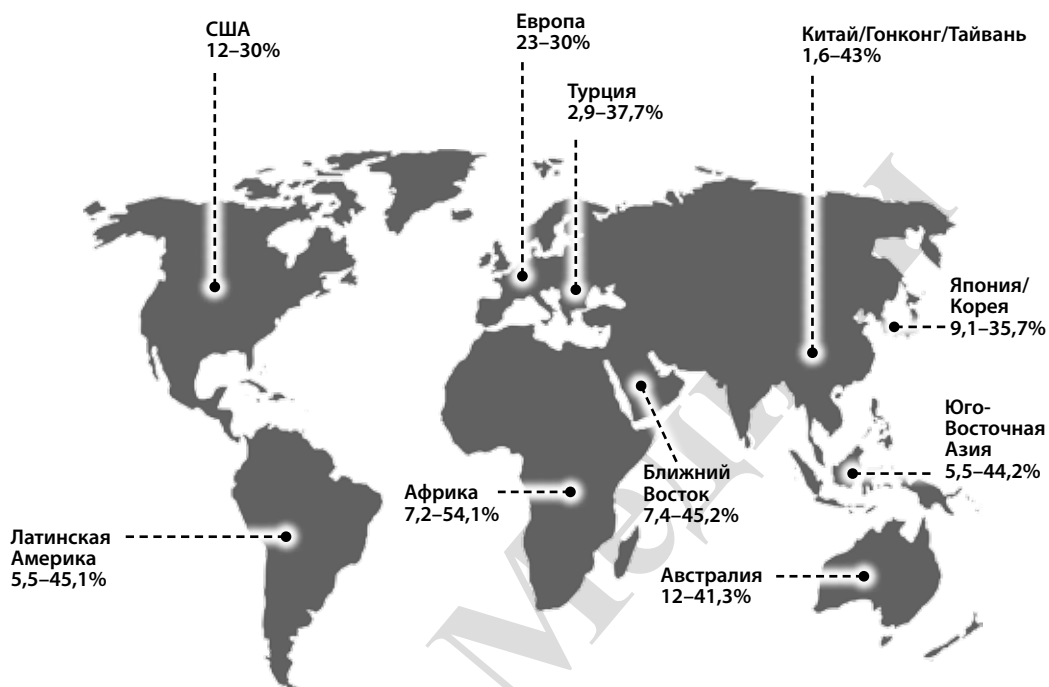 США
12–30%
Европа
23–30%
Китай/Гонконг/Тайвань
1,6–43%
Турция
2,9–37,7%
Япония/
Корея
9,1–35,7%
Юго-
Восточная
Азия
5,5–44,2%
Ближний
Восток
7,4–45,2%
Африка
7,2–54,1%
Латинская
Америка
5,5–45,1%
Австралия
12–41,3%